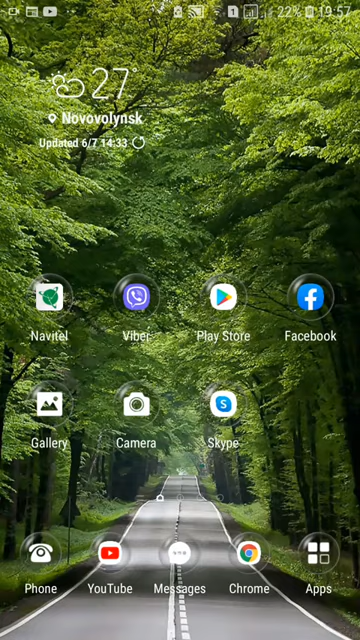 22% 19:57
27°
Novovolynsk
Updated 6/7 14:33
Navitel Viber Play Store Facebook
Gallery Camera Skype
Phone YouTube Messages Chrome Apps